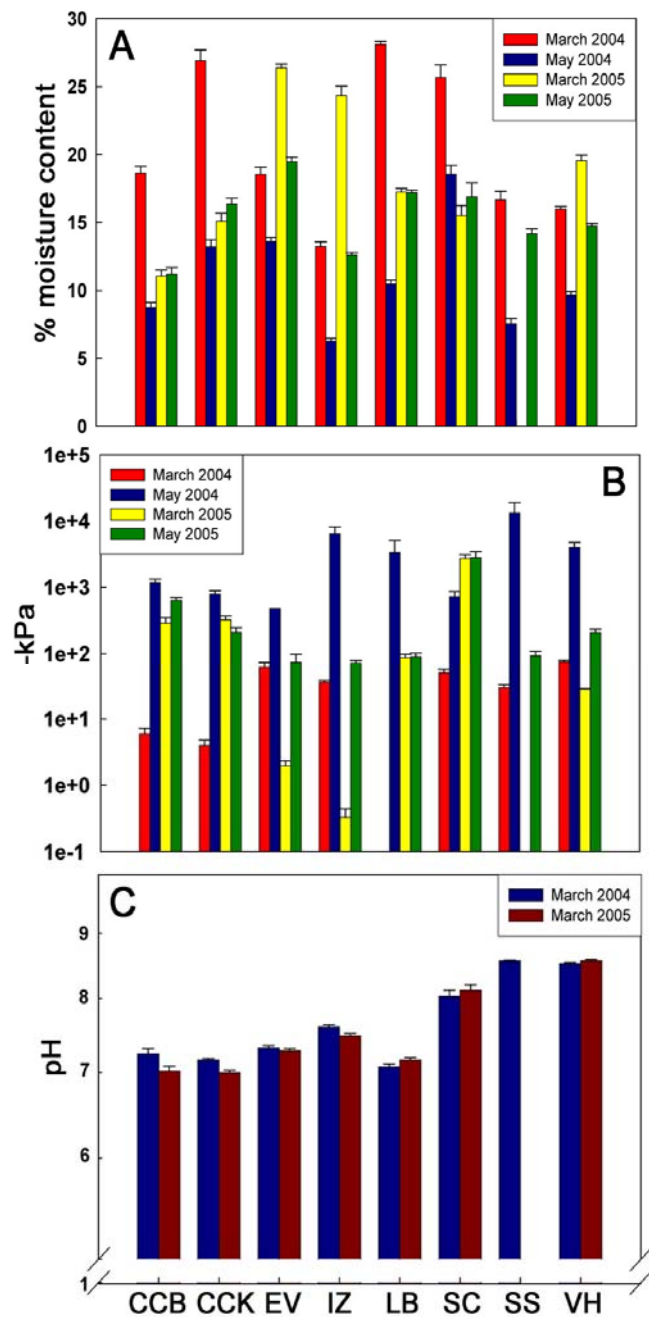 A
30
25
20
15
10
5
0
% moisture content
March 2004
May 2004
March 2005
May 2005
B
1e+5
1e+4
1e+3
1e+2
1e+1
1e+0
1e-1
-kPa
March 2004
May 2004
March 2005
May 2005
C
9
8
7
6
1
pH
March 2004
March 2005
CCB CCK EV IZ LB SC SS VH